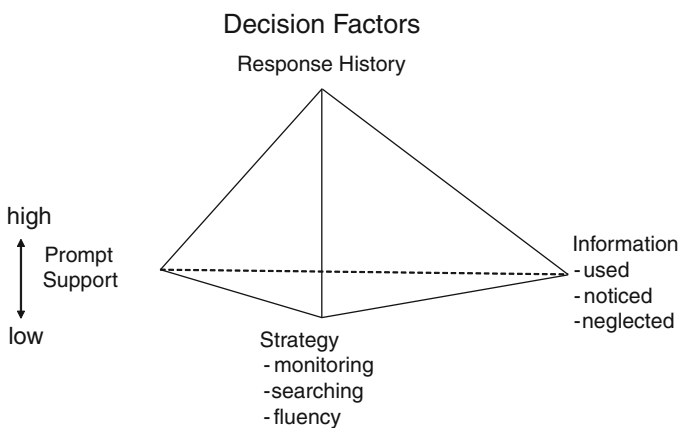 Decision Factors
Response History
high
Prompt
Support
low
Information
-used
-noticed
-neglected
Strategy
-monitoring
-searching
-fluency